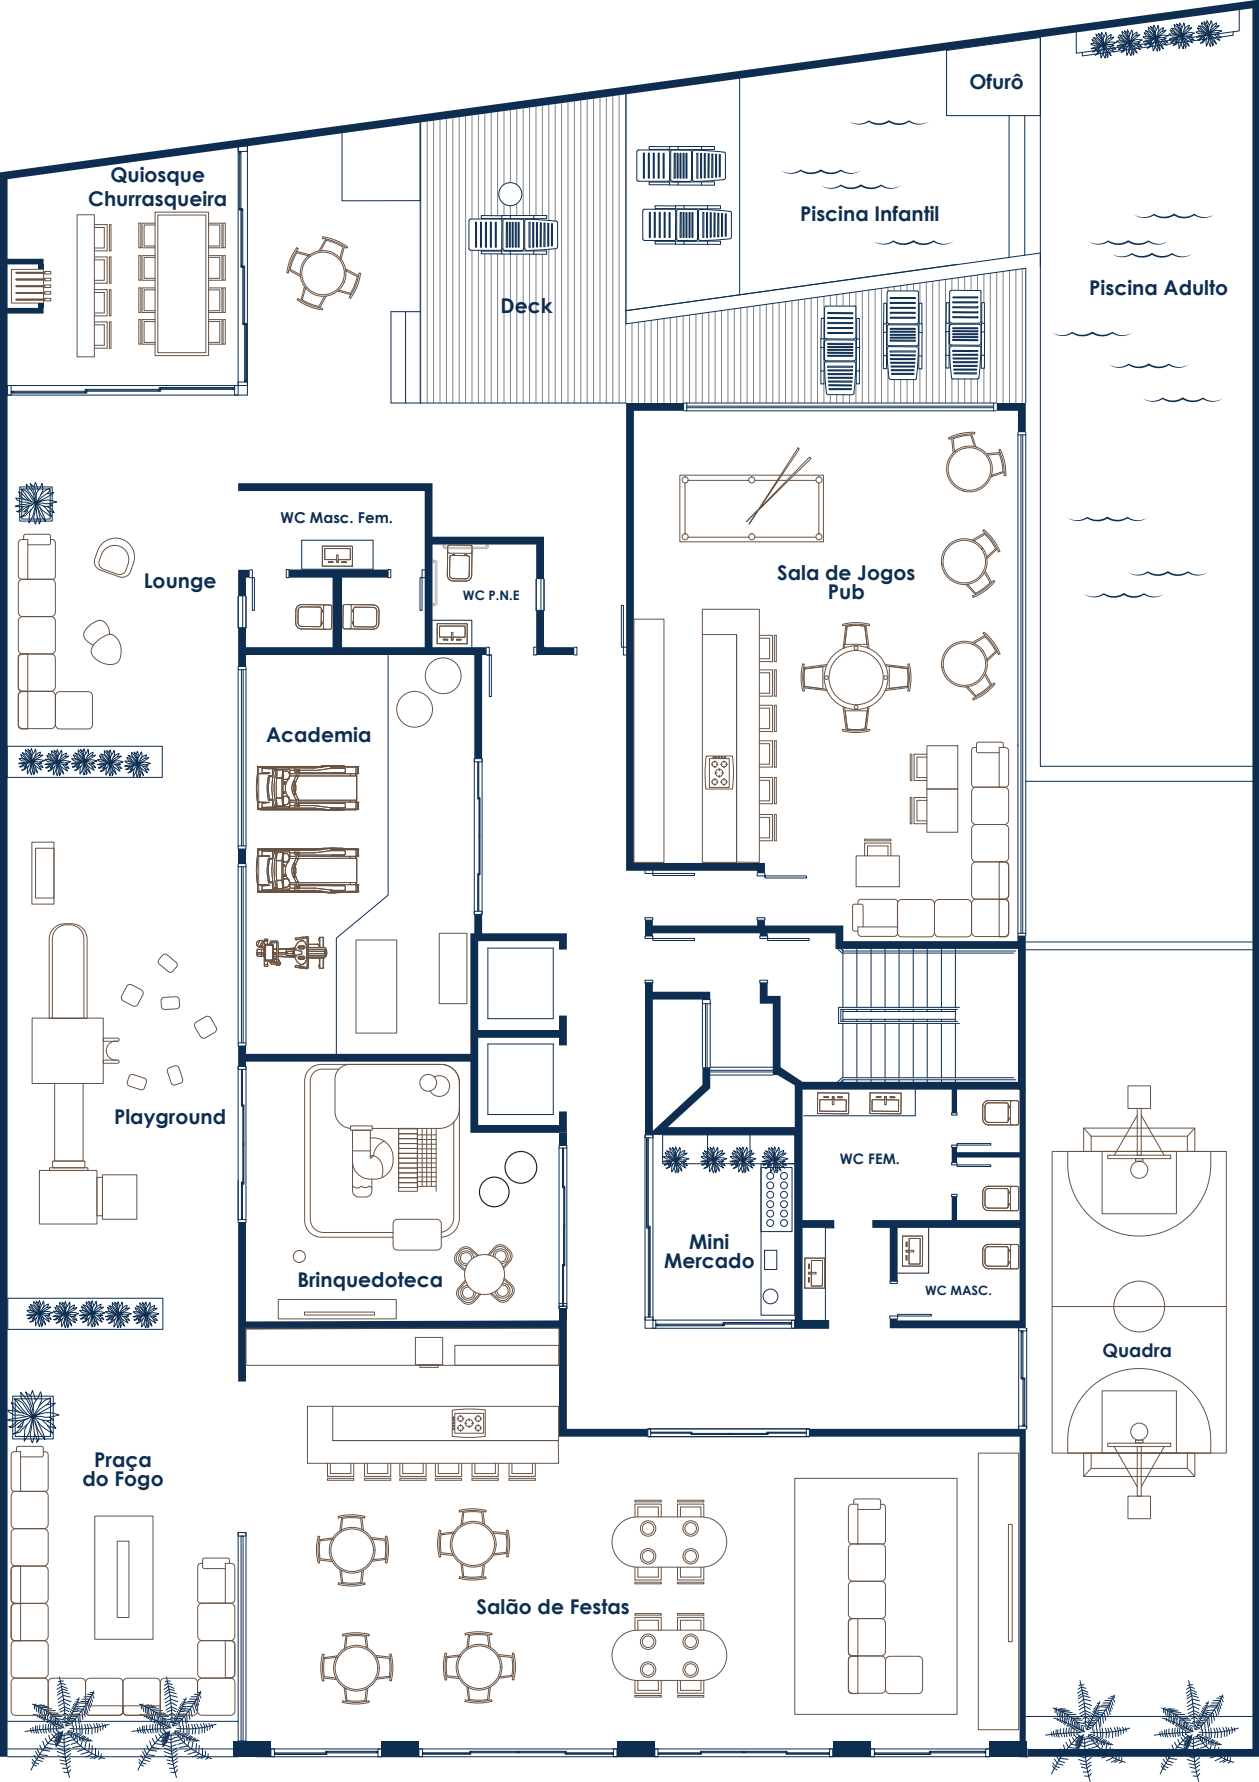 Ofurô
Quiosque
Churrasqueira
Piscina Infantil
Piscina Adulto
Deck
WC Masc. Fem.
Lounge
WC P.N.E
Sala de Jogos
Pub
Academia
Playground
WC FEM.
Mini
Mercado
Brinquedoteca
WC MASC.
Quadra
Praça
do Fogo
Salão de Festas